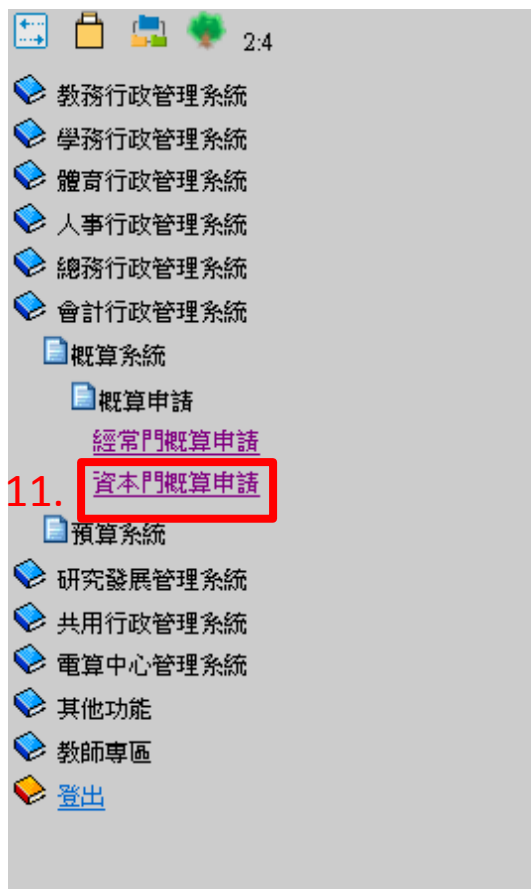 2:4
教務行政管理系統
學務行政管理系統
體育行政管理系統
人事行政管理系統
總務行政管理系統
會計行政管理系統
概算系統
概算申請
經常門概算申請
11. 資本門概算申請
預算系統
研究發展管理系統
共用行政管理系統
電算中心管理系統
其他功能
教師專區
登出